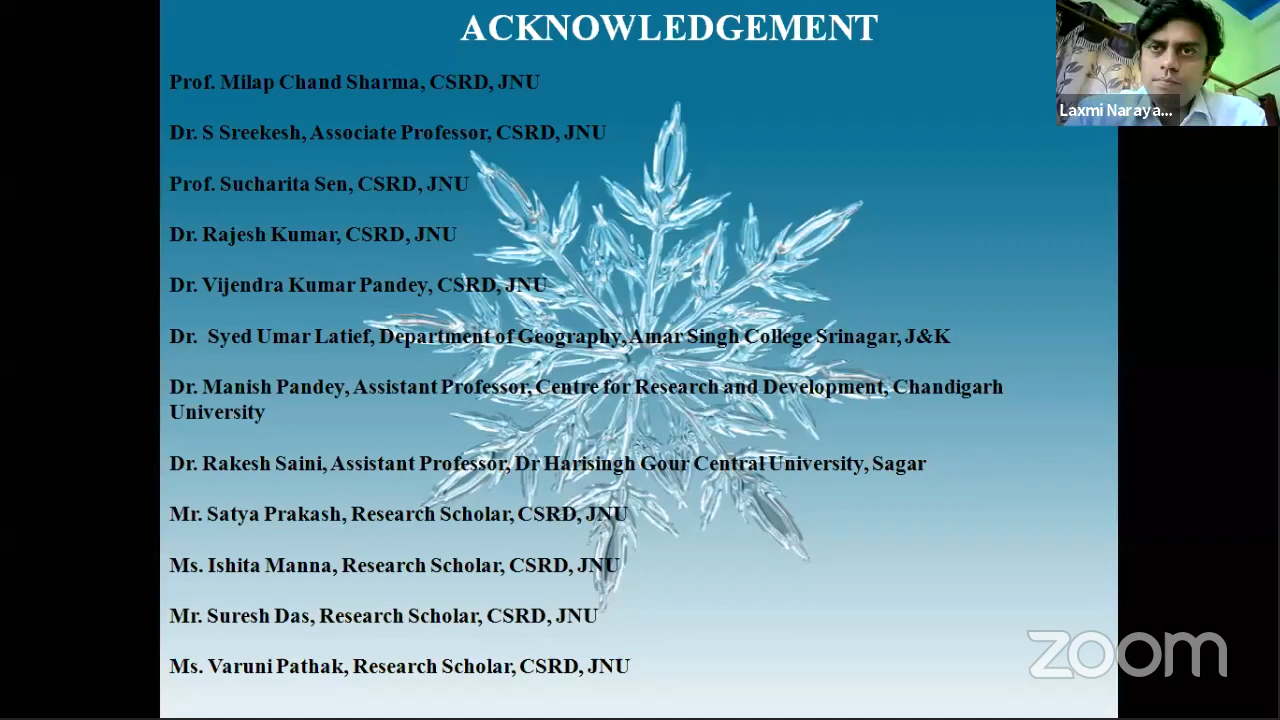 ACKNOWLEDGEMENT
Prof. Milap Chand Sharma, CSRD, JNU
Dr. S Sreekesh, Associate Professor, CSRD, JNU
Prof. Sucharita Sen, CSRD, JNU
Dr. Rajesh Kumar, CSRD, JNU
Dr. Vijendra Kumar Pandey, CSRD, JNU
Dr.  Syed Umar Latief, Department of Geography, Amar Singh College Srinagar, J&K
Dr. Manish Pandey, Assistant Professor, Centre for Research and Development, Chandigarh
University
Dr. Rakesh Saini, Assistant Professor, Dr Harisingh Gour Central University, Sagar
Mr. Satya Prakash, Research Scholar, CSRD, JNU
Ms. Ishita Manna, Research Scholar, CSRD, JNU
Mr. Suresh Das, Research Scholar, CSRD, JNU
Ms. Varuni Pathak, Research Scholar, CSRD, JNU
Laxmi Naraya...
zoom